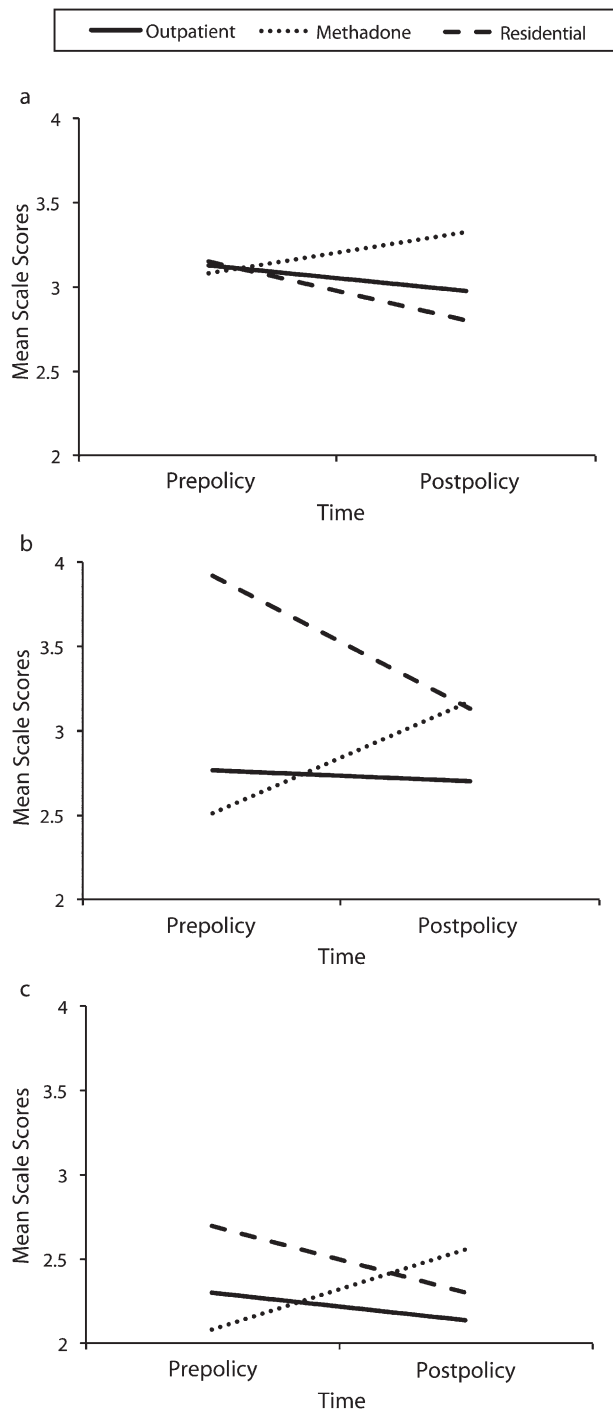 Outpatient Methadone Residential
a
4
3.5
3
2.5
2
Mean Scale Scores
Prepolicy Postpolicy
Time
b
4
3.5
3
2.5
2
Mean Scale Scores
Prepolicy Postpolicy
Time
c
4
3.5
3
2.5
2
Mean Scale Scores
Prepolicy Postpolicy
Time